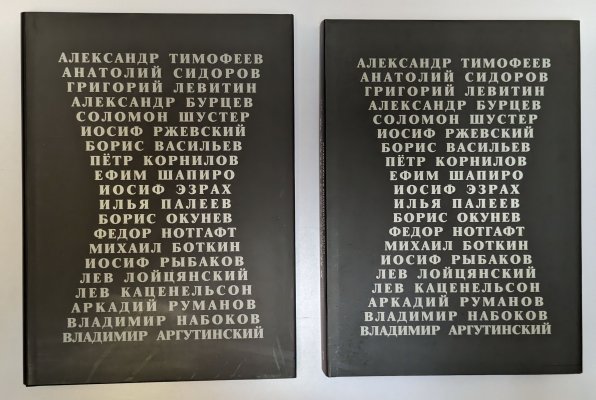 АЛЕКСАНДР ТИМОФЕЕВ
АНАТОЛИЙ СИДОРОВ
ГРИГОРИЙ ЛЕВИТИН
АЛЕКСАНДР БУРЦЕВ
СОЛОМОН ШУСТЕР
ИОСИФ РЖЕВСКИЙ
БОРИС ВАСИЛЬЕВ
ПЁТР КОРНИЛОВ
ЕФИМ ШАПИРО
ИОСИФ ЭЗРАХ
ИЛЬЯ ПАЛЕЕВ
БОРИС ОКУНЕВ
ФЕДОР НОТГАФТ
МИХАИЛ БОТКИН
ИОСИФ РЫБАКОВ
ЛЕВ ЛОЙЦЯНСКИЙ
ЛЕВ КАЦЕНЕЛЬСОН
АРКАДИЙ РУМАНОВ
ВЛАДИМИР НАБОКОВ
ВЛАДИМИР АРГУТИНСКИЙ
АЛЕКСАНДР ТИМОФЕЕВ
АНАТОЛИЙ СИДОРОВ
ГРИГОРИЙ ЛЕВИТИН
АЛЕКСАНДР БУРЦЕВ
СОЛОМОН ШУСТЕР
ИОСИФ РЖЕВСКИЙ
БОРИС ВАСИЛЬЕВ
ПЁТР КОРНИЛОВ
ЕФИМ ШАПИРО
ИОСИФ ЭЗРАХ
ИЛЬЯ ПАЛЕЕВ
БОРИС ОКУНЕВ
ФЕДОР НОТГАФТ
МИХАИЛ БОТКИН
ИОСИФ РЫБАКОВ
ЛЕВ ЛОЙЦЯНСКИЙ
ЛЕВ КАЦЕНЕЛЬСОН
АРКАДИЙ РУМАНОВ
ВЛАДИМИР НАБОКОВ
ВЛАДИМИР АРГУТИНСКИЙ